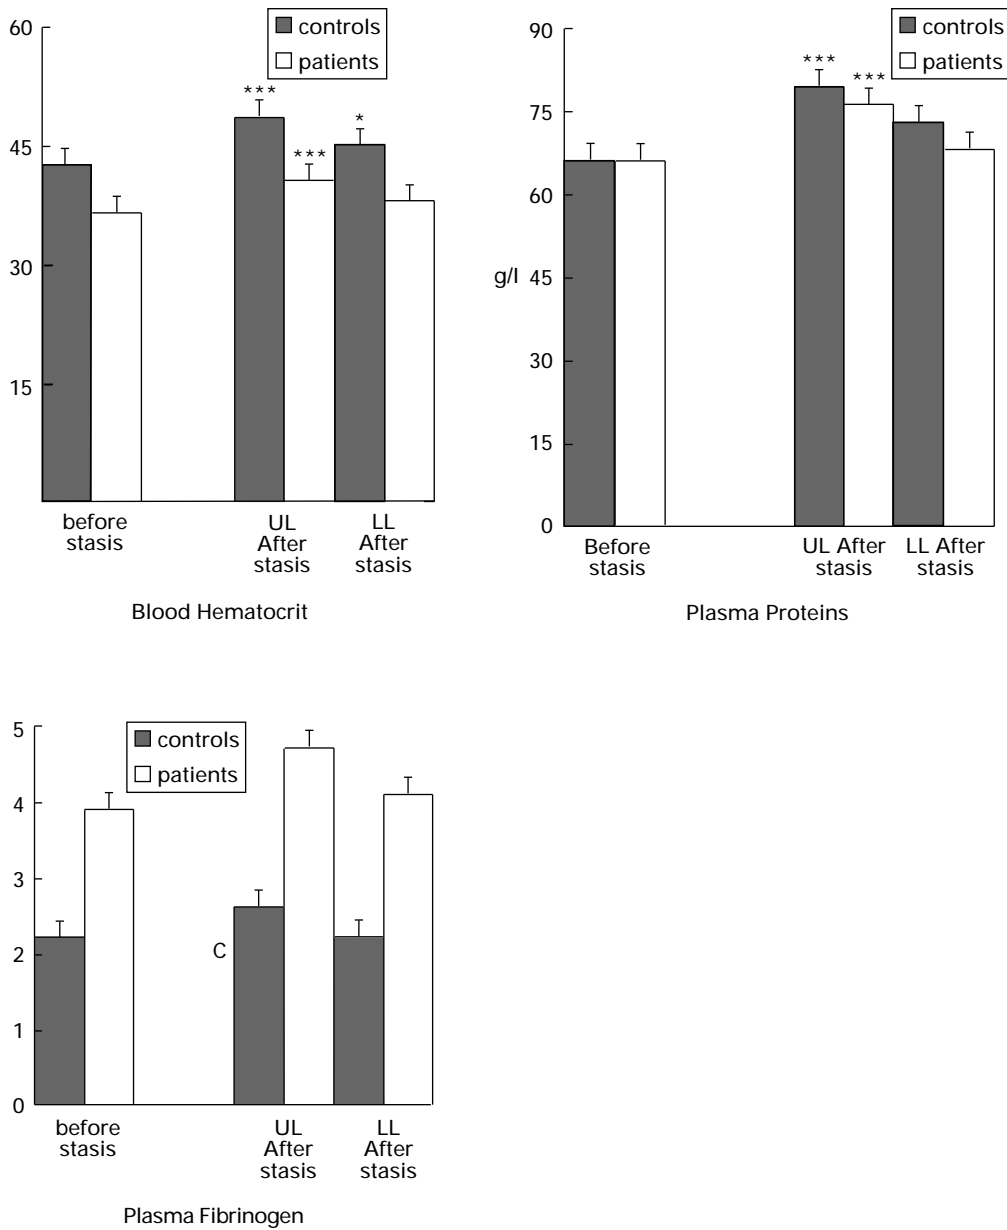 60
45
30
15
controls
patients
***
***
*
before
stasis
UL
After
stasis
LL
After
stasis
Blood Hematocrit
90
75
60
g/l 45
30
15
0
controls
patients
***
***
Before
stasis
UL After
stasis
LL After
stasis
Plasma Proteins
5
4
3
2
1
0
controls
patients
C
before
stasis
UL
After
stasis
LL
After
stasis
Plasma Fibrinogen